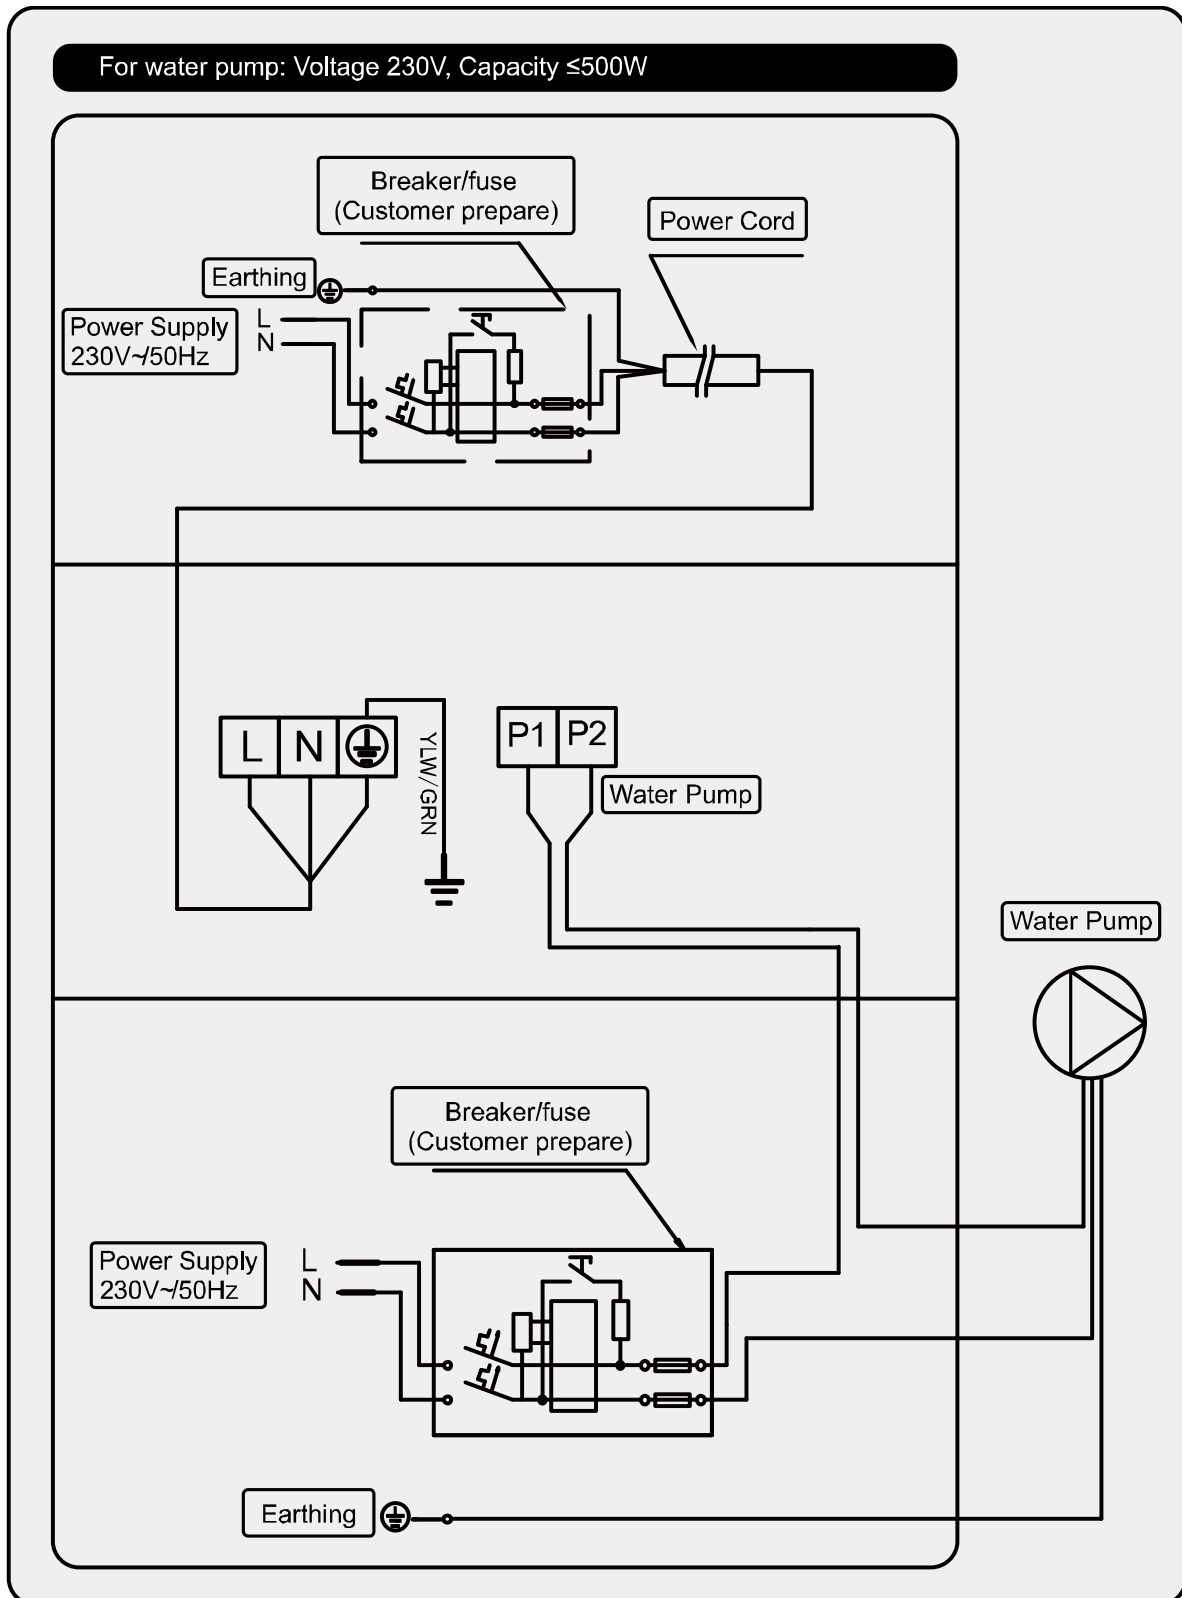 For water pump: Voltage 230V, Capacity ≤500W
Breaker/fuse
(Customer prepare)
Power Cord
Earthing
Power Supply
230V~/50Hz
L
N
L N
P1 P2
YLW/GRN
Water Pump
Water Pump
Breaker/fuse
(Customer prepare)
Power Supply
230V~/50Hz
L
N
Earthing